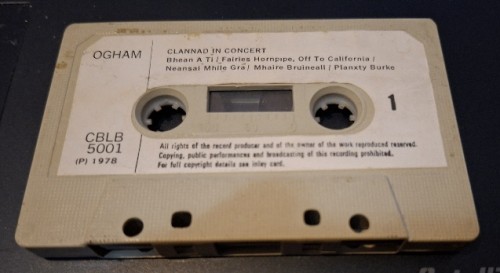 OGHAM
CLANNAD IN CONCERT
Bhean A Ti / Fairies Hornpipe, Off To California /
Neansai Mhile Grá / Mhaire Bruineall / Planxty Burke
1
CBLB
5001
(P) 1978
All rights of the record producer and of the owner of the work reproduced reserved.
Copying, public performances and broadcasting of this recording prohibited.
For full copyright details see inlay card.